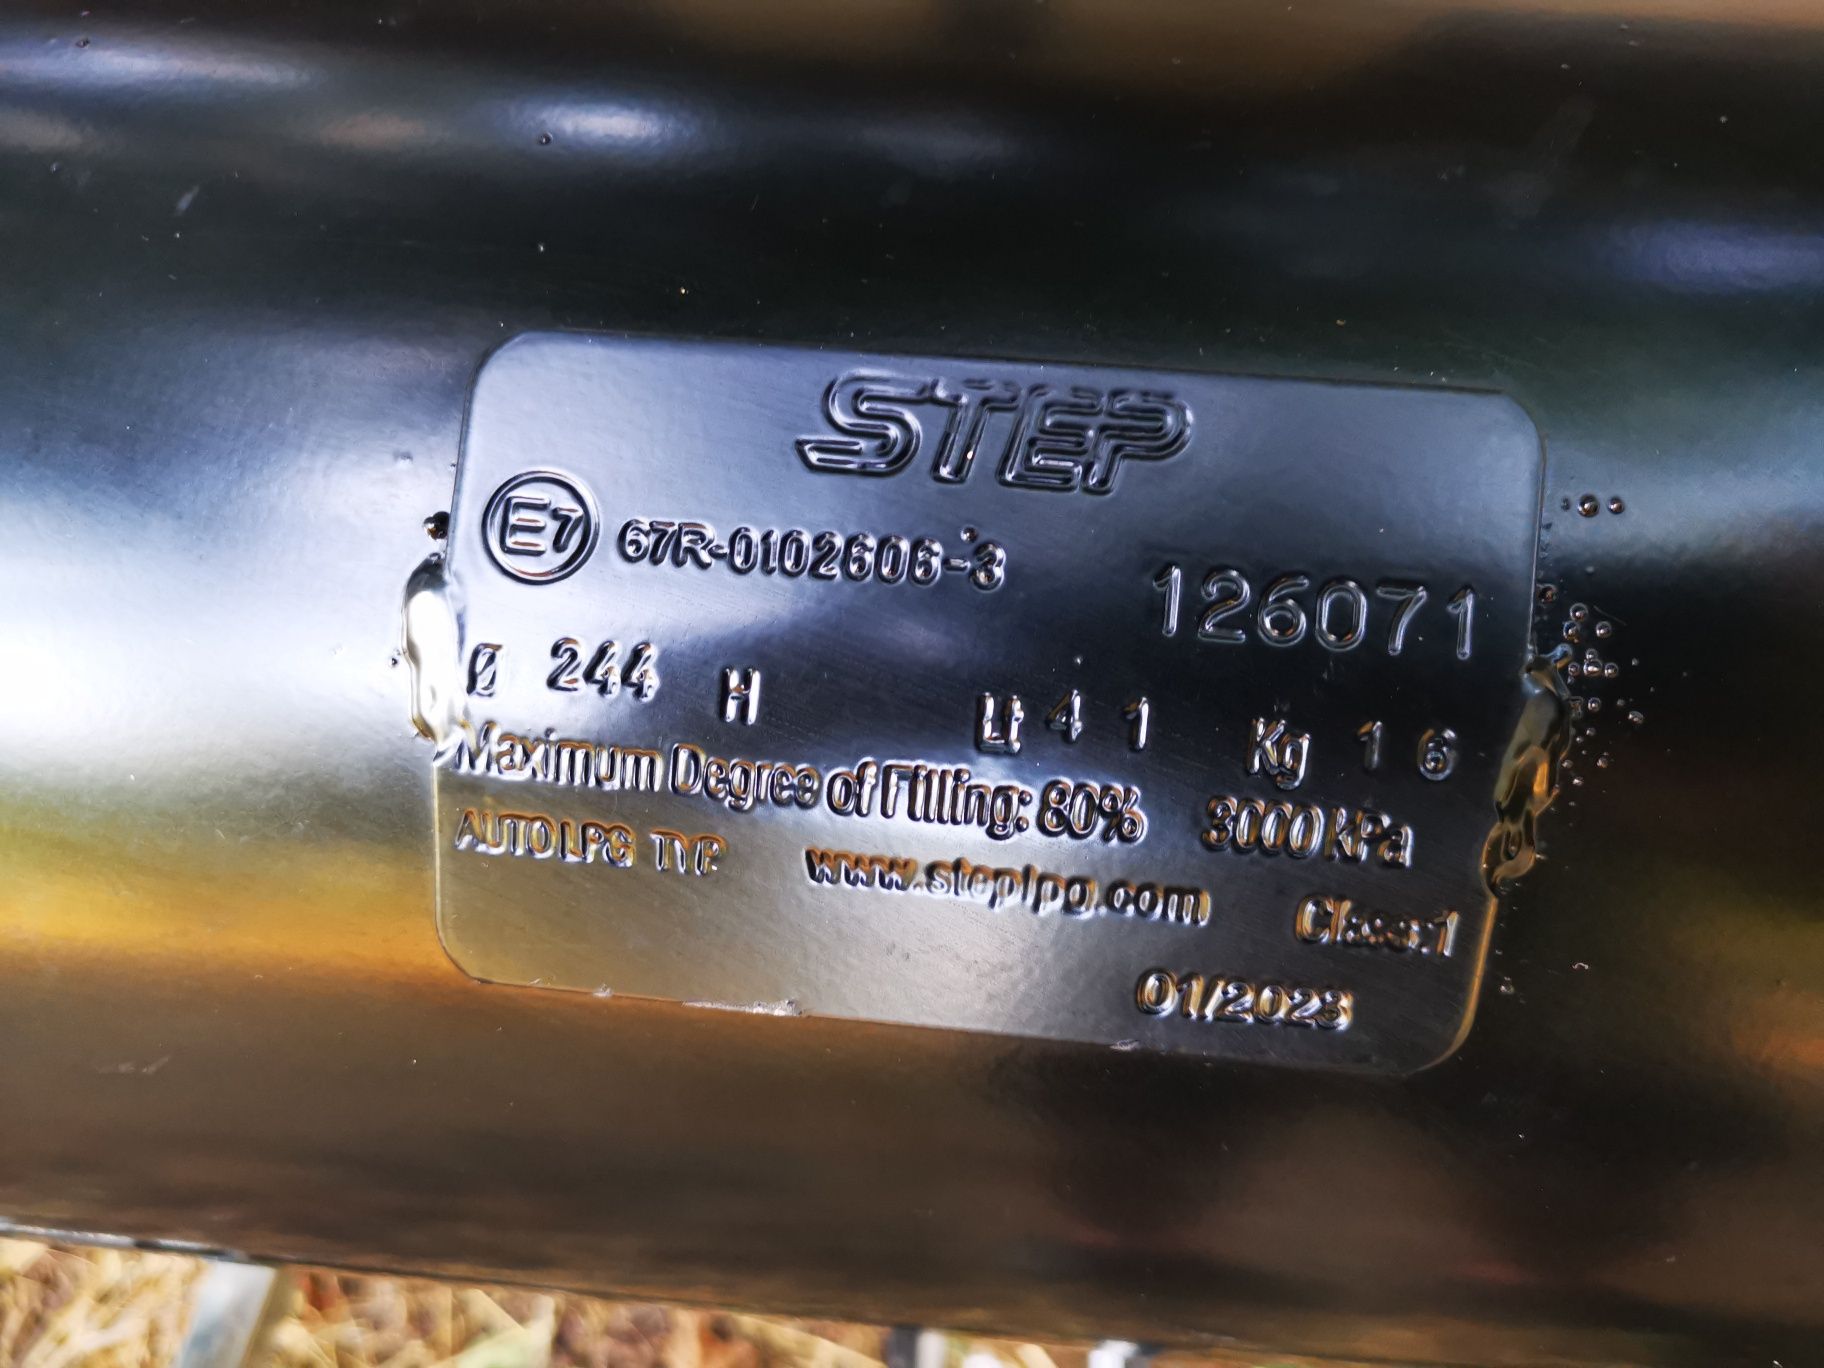 STEP
E7 67R-0102606-3
126071
Ø 244 H Lt 41 Kg 16
Maximum Degree of Filling: 80% 3000 kPa
AUTO LPG TYP. www.steplpg.com Class:1
01/2023